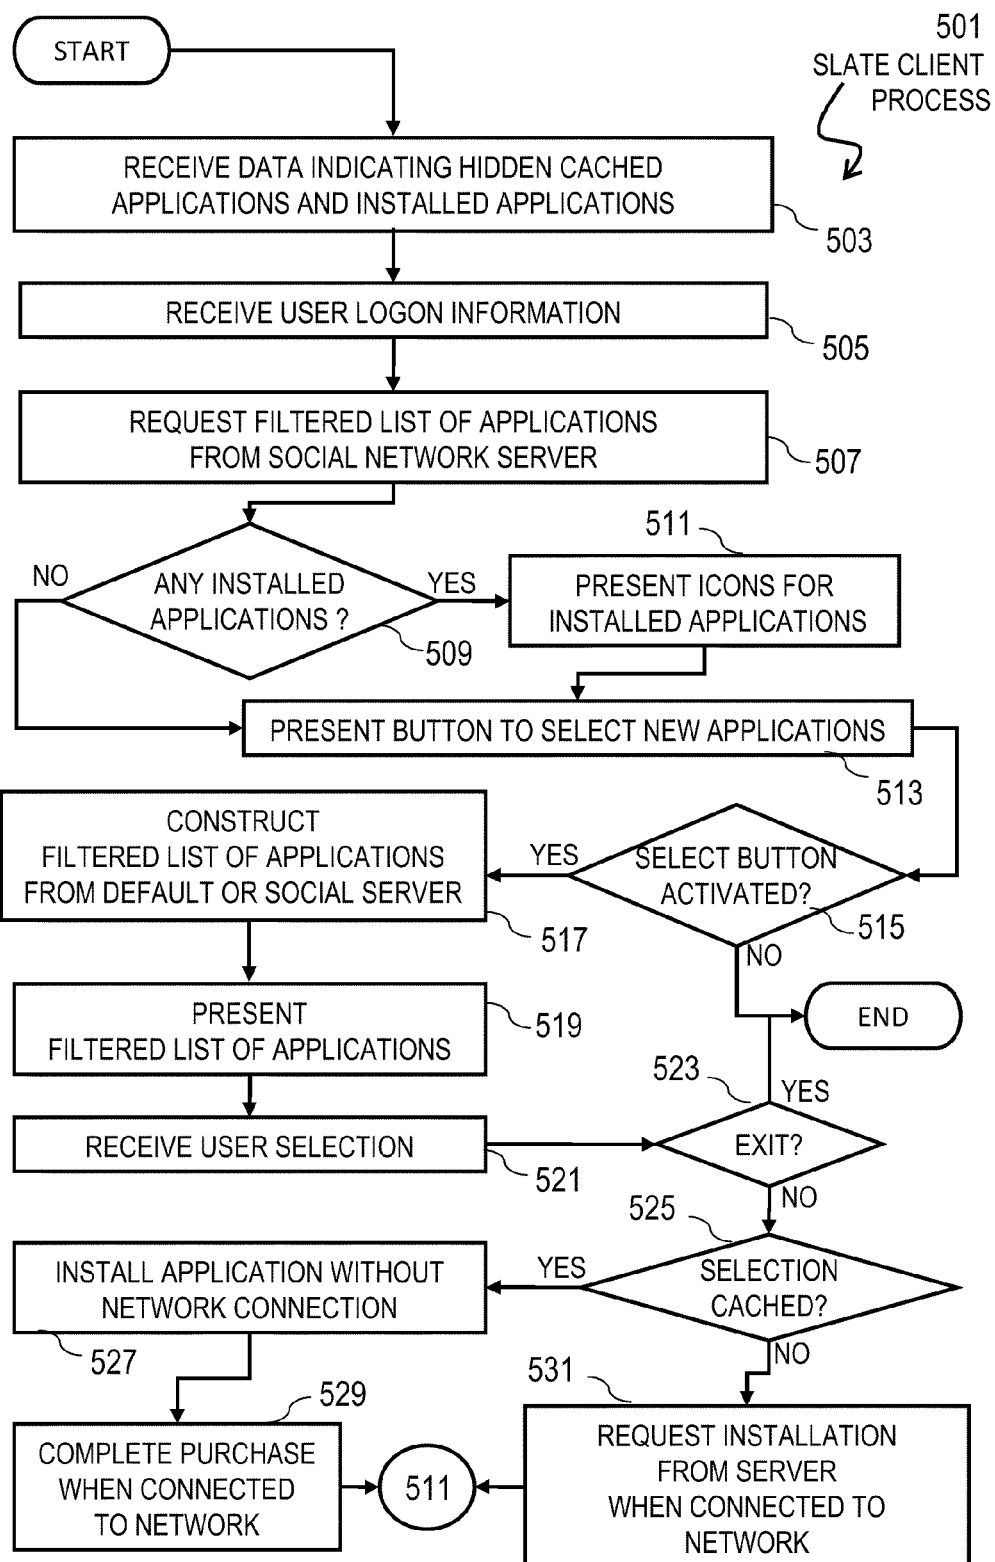 START
501
SLATE CLIENT
PROCESS
RECEIVE DATA INDICATING HIDDEN CACHED
APPLICATIONS AND INSTALLED APPLICATIONS
503
RECEIVE USER LOGON INFORMATION
505
REQUEST FILTERED LIST OF APPLICATIONS
FROM SOCIAL NETWORK SERVER
507
NO
ANY INSTALLED
APPLICATIONS ?
YES
509
511
PRESENT ICONS FOR
INSTALLED APPLICATIONS
PRESENT BUTTON TO SELECT NEW APPLICATIONS
513
SELECT BUTTON
ACTIVATED?
515
YES
NO
CONSTRUCT
FILTERED LIST OF APPLICATIONS
FROM DEFAULT OR SOCIAL SERVER
517
END
PRESENT
FILTERED LIST OF APPLICATIONS
519
RECEIVE USER SELECTION
521
523
YES
EXIT?
NO
525
SELECTION
CACHED?
YES
NO
INSTALL APPLICATION WITHOUT
NETWORK CONNECTION
527
529
COMPLETE PURCHASE
WHEN CONNECTED
TO NETWORK
511
531
REQUEST INSTALLATION
FROM SERVER
WHEN CONNECTED TO
NETWORK